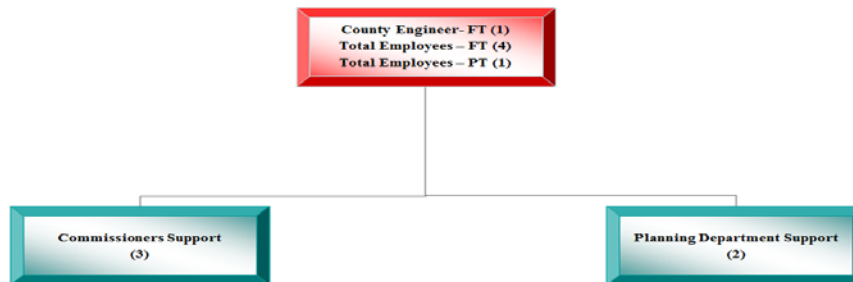 County Engineer- FT (1)
Total Employees – FT (4)
Total Employees – PT (1)
Commissioners Support
(3)
Planning Department Support
(2)